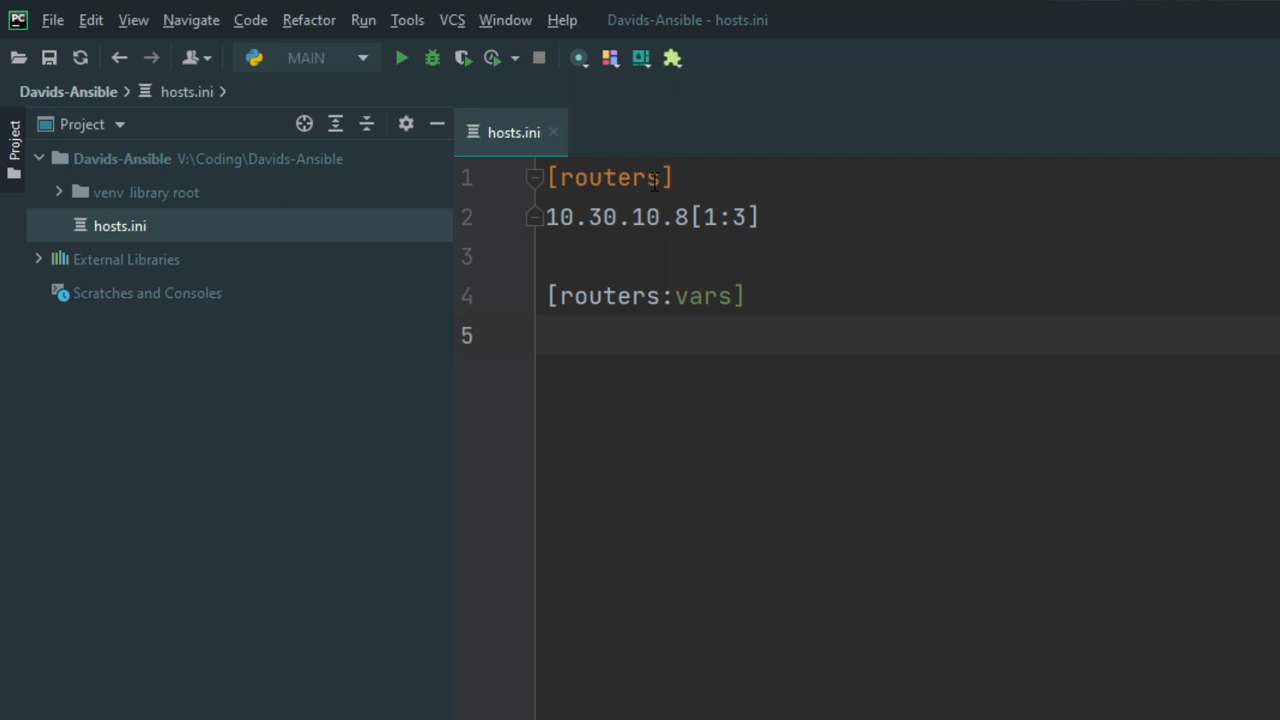 PC File Edit View Navigate Code Refactor Run Tools VCS Window Help Davids-Ansible - hosts.ini
MAIN
Davids-Ansible hosts.ini
Project
Project
Davids-Ansible V:\Coding\Davids-Ansible
venv library root
hosts.ini
External Libraries
Scratches and Consoles
hosts.ini
1 [routers]
2 10.30.10.8[1:3]
3
4 [routers:vars]
5